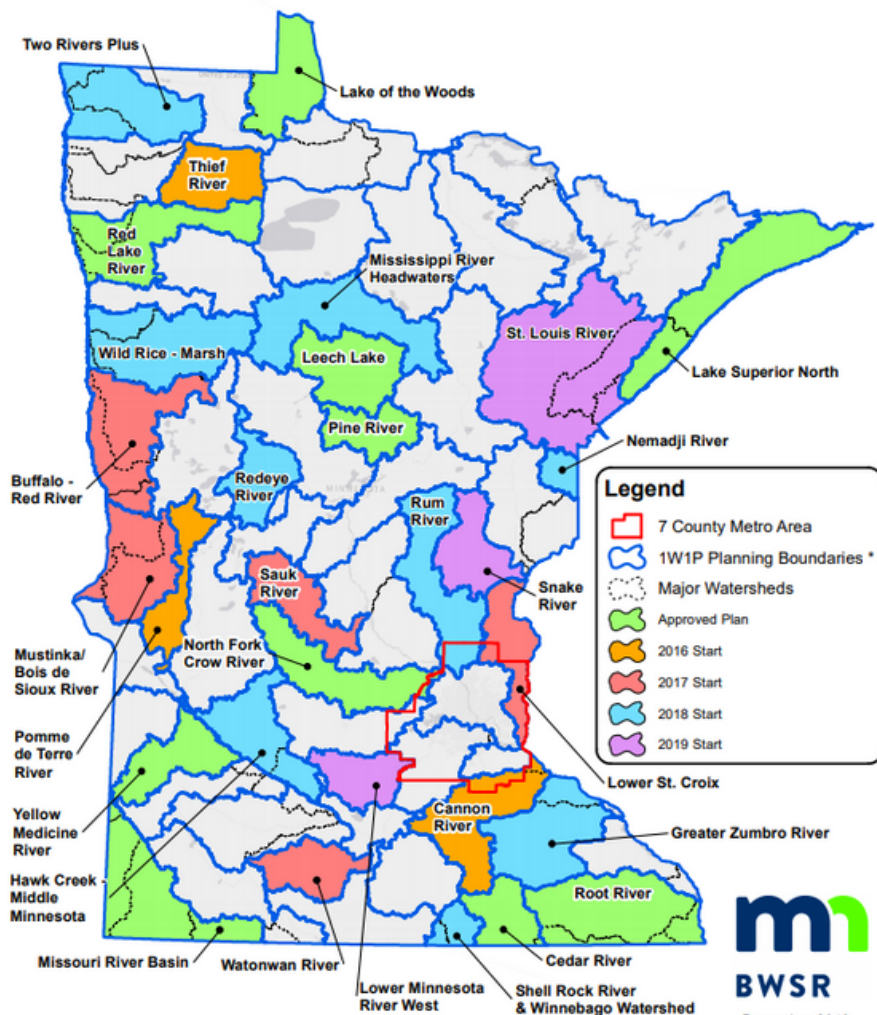 Two Rivers Plus
Lake of the Woods
Thief
River
Red
Lake
River
Mississippi River
Headwaters
St. Louis River
Wild Rice - Marsh
Leech Lake
Lake Superior North
Pine River
Nemadji River
Buffalo -
Red River
Redeye
River
MINNESOTA
Rum
River
Legend
7 County Metro Area
1W1P Planning Boundaries *
Major Watersheds
Approved Plan
2016 Start
2017 Start
2018 Start
2019 Start
Sauk
River
Snake
River
North Fork
Crow River
Mustinka/
Bois de
Sioux River
Pomme
de Terre
River
Lower St. Croix
Yellow
Medicine
River
Cannon
River
Greater Zumbro River
Hawk Creek -
Middle
Minnesota
Root River
Missouri River Basin
Watonwan River
Cedar River
Lower Minnesota
River West
Shell Rock River
& Winnebago Watershed
mn
BWSR